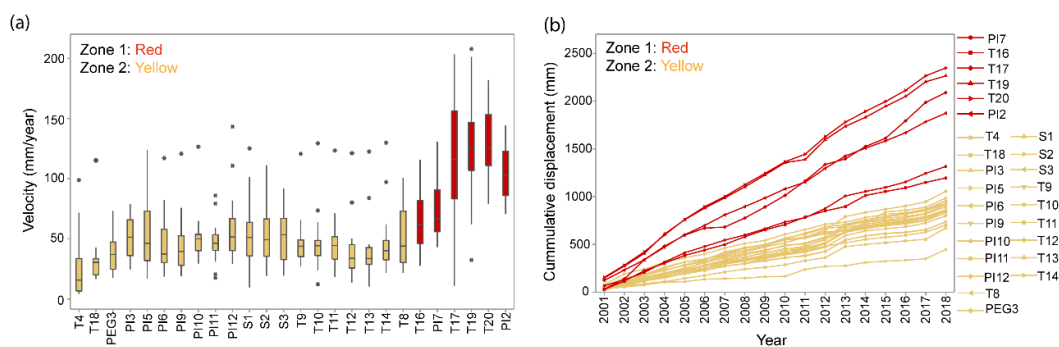 (a)
Zone 1: Red
Zone 2: Yellow
Velocity (mm/year)
200
150
100
50
0
T4
T18
PEG3
PI3
PI5
PI6
PI9
PI10
PI11
PI12
S1
S2
S3
T9
T10
T11
T12
T13
T14
T8
T16
PI7
T17
T19
T20
PI2
(b)
Zone 1: Red
Zone 2: Yellow
Cummulative displacement (mm)
2500
2000
1500
1000
500
0
2001
2002
2003
2004
2005
2006
2007
2008
2009
2010
2011
2012
2013
2014
2015
2016
2017
2018
Year
PI7
T16
T17
T19
T20
PI2
T4 S1
T18 S2
PI3 S3
PI5 T9
PI6 T10
PI9 T11
PI10 T12
PI11 T13
PI12 T14
T8
PEG3